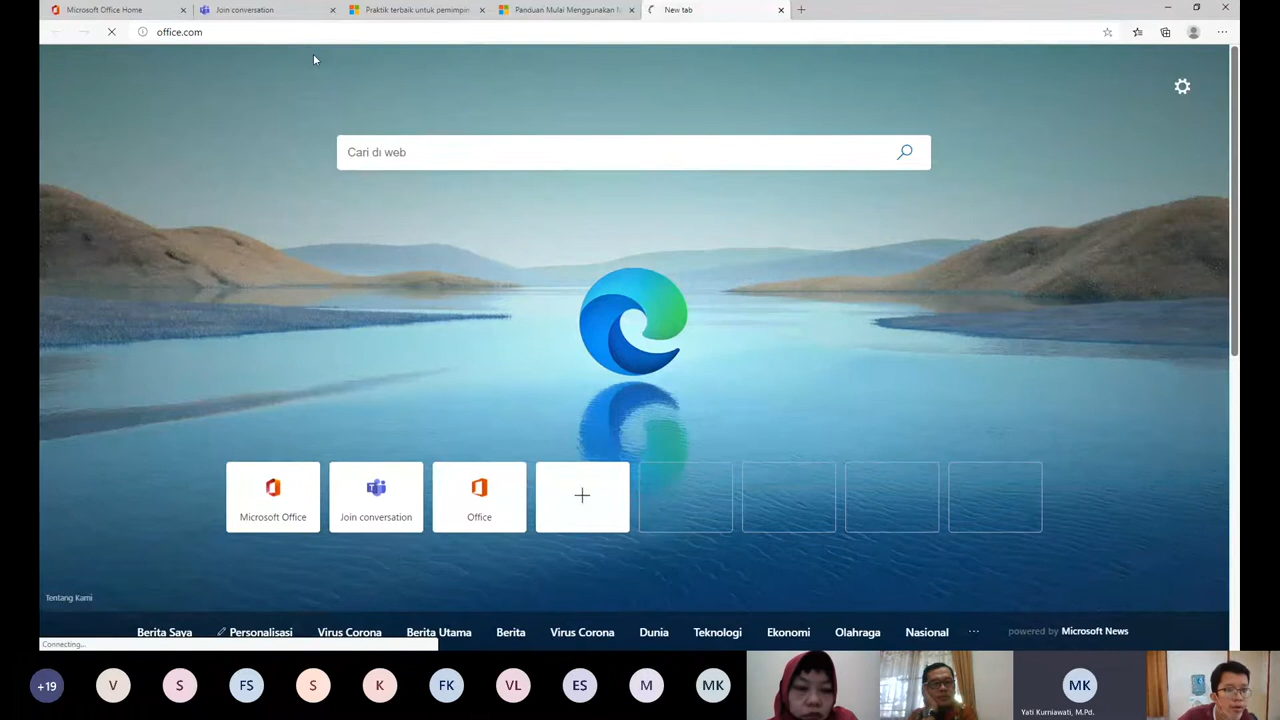 Microsoft Office Home
Join conversation
Praktik terbaik untuk pemimpin
Panduan Mulai Menggunakan M
New tab
office.com
Cari di web
Microsoft Office
Join conversation
Office
Tentang Kami
Berita Saya
Personalisasi
Virus Corona
Berita Utama
Berita
Virus Corona
Dunia
Teknologi
Ekonomi
Olahraga
Nasional
...
powered by Microsoft News
Connecting...
+19
V
S
FS
S
K
FK
VL
ES
M
MK
MK
Yati Kurniawati, M.Pd.